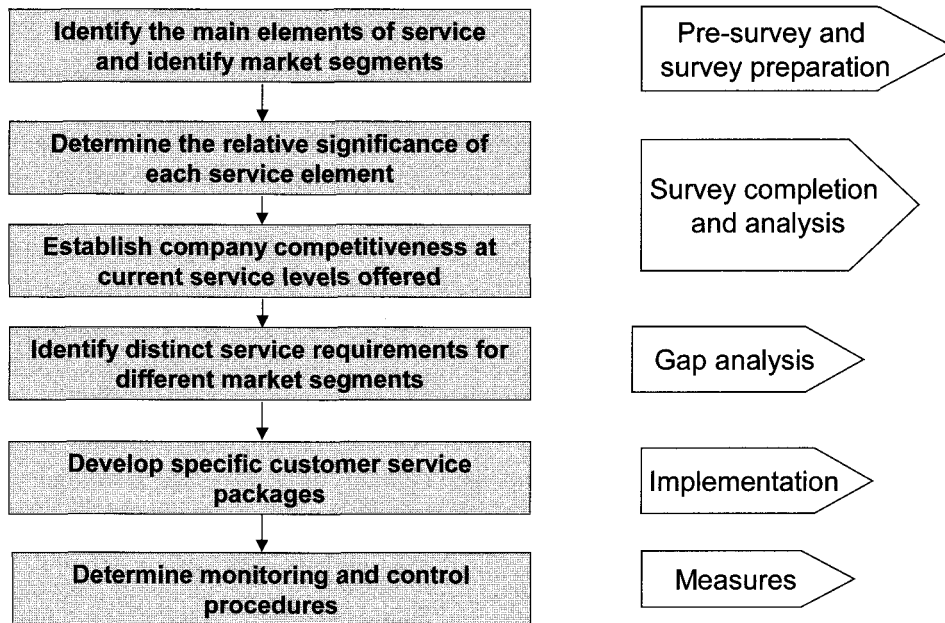 Identify the main elements of service
and identify market segments
Pre-survey and
survey preparation
Determine the relative significance of
each service element
Survey completion
and analysis
Establish company competitiveness at
current service levels offered
Identify distinct service requirements for
different market segments
Gap analysis
Develop specific customer service
packages
Implementation
Determine monitoring and control
procedures
Measures